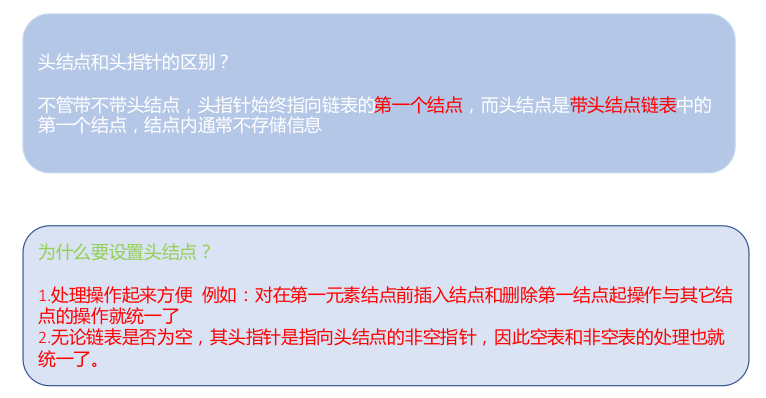 头结点和头指针的区别？
不管带不带头结点，头指针始终指向链表的第一个结点，而头结点是带头结点链表中的
第一个结点，结点内通常不存储信息
为什么要设置头结点？
1.处理操作起来方便 例如：对在第一元素结点前插入结点和删除第一结点起操作与其它结
点的操作就统一了
2.无论链表是否为空，其头指针是指向头结点的非空指针，因此空表和非空表的处理也就
统一了。